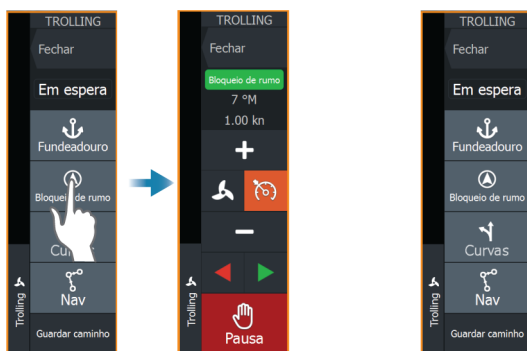 TROLLING
Fechar
Em espera
Fundeadouro
Bloqueio de rumo
Cu
Nav
Guardar caminho
Trolling
TROLLING
Fechar
Bloqueio de rumo
7 °M
1.00 kn
Pausa
Trolling
TROLLING
Fechar
Em espera
Fundeadouro
Bloqueio de rumo
Curvas
Nav
Guardar caminho
Trolling